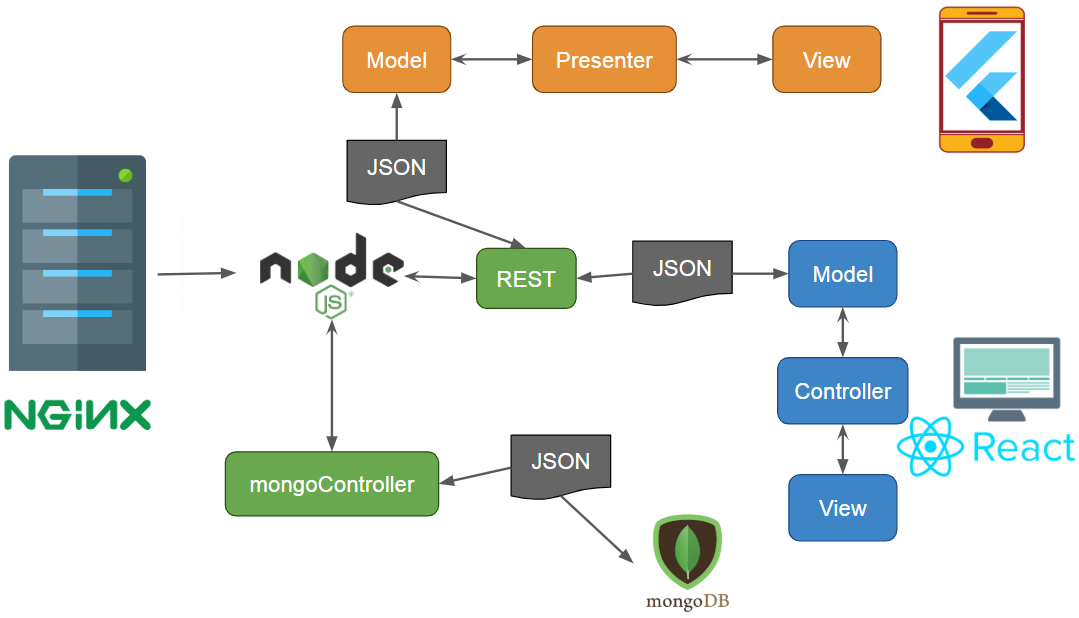 Model
Presenter
View
JSON
node
JS
REST
JSON
Model
NGINX
Controller
React
mongoController
JSON
View
mongoDB